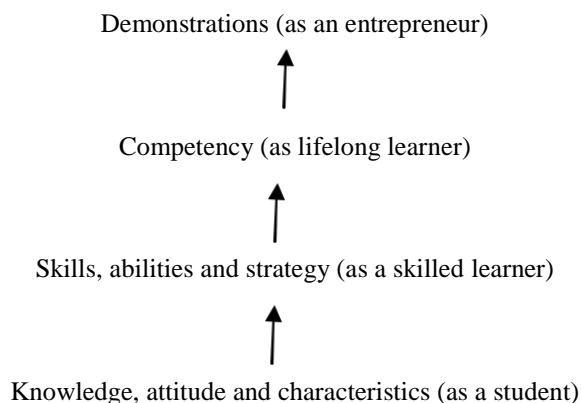 Demonstrations (as an entrepreneur)
Competency (as lifelong learner)
Skills, abilities and strategy (as a skilled learner)
Knowledge, attitude and characteristics (as a student)